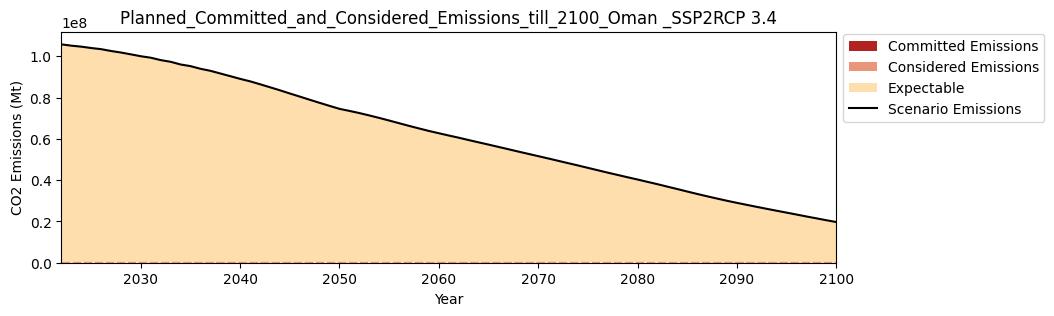 Planned_Committed_and_Considered_Emissions_till_2100_Oman _SSP2RCP 3.4
1e8
1.0
0.8
0.6
0.4
0.2
0.0
CO2 Emissions (Mt)
2030 2040 2050 2060 2070 2080 2090 2100
Year
Committed Emissions
Considered Emissions
Expectable
Scenario Emissions